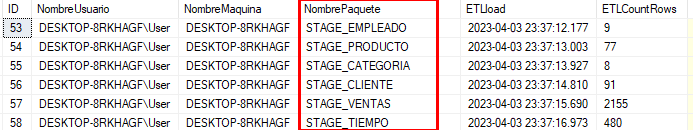 ID NombreUsuario NombreMaquina NombrePaquete ETLload ETLCountRows
53 DESKTOP-8RKHAGF\User DESKTOP-8RKHAGF STAGE_EMPLEADO 2023-04-03 23:37:12.177 9
54 DESKTOP-8RKHAGF\User DESKTOP-8RKHAGF STAGE_PRODUCTO 2023-04-03 23:37:13.003 77
55 DESKTOP-8RKHAGF\User DESKTOP-8RKHAGF STAGE_CATEGORIA 2023-04-03 23:37:13.927 8
56 DESKTOP-8RKHAGF\User DESKTOP-8RKHAGF STAGE_CLIENTE 2023-04-03 23:37:14.810 91
57 DESKTOP-8RKHAGF\User DESKTOP-8RKHAGF STAGE_VENTAS 2023-04-03 23:37:15.690 2155
58 DESKTOP-8RKHAGF\User DESKTOP-8RKHAGF STAGE_TIEMPO 2023-04-03 23:37:16.973 480